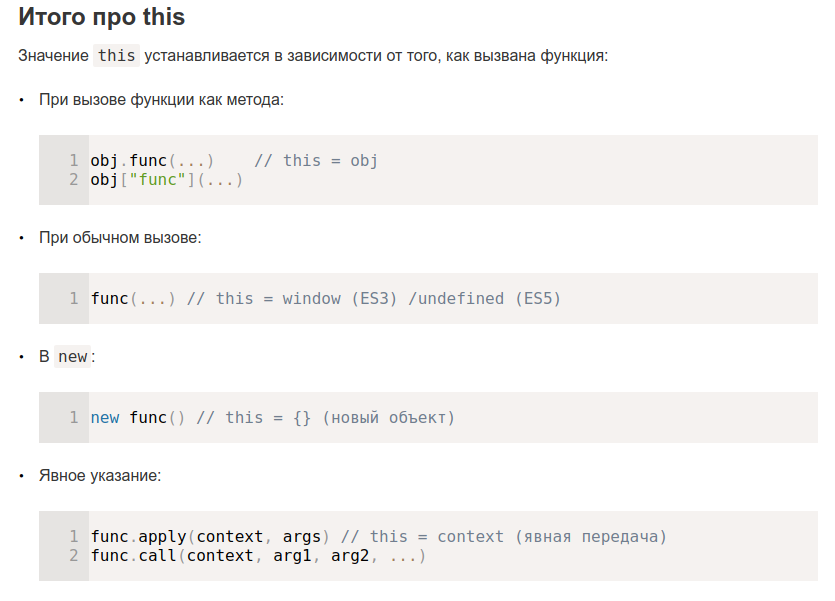 Итого про this
Значение this устанавливается в зависимости от того, как вызвана функция:
• При вызове функции как метода:
1 obj.func(...)    // this = obj
2 obj["func"](...)
• При обычном вызове:
1 func(...) // this = window (ES3) /undefined (ES5)
• В new:
1 new func() // this = {} (новый объект)
• Явное указание:
1 func.apply(context, args) // this = context (явная передача)
2 func.call(context, arg1, arg2, ...)